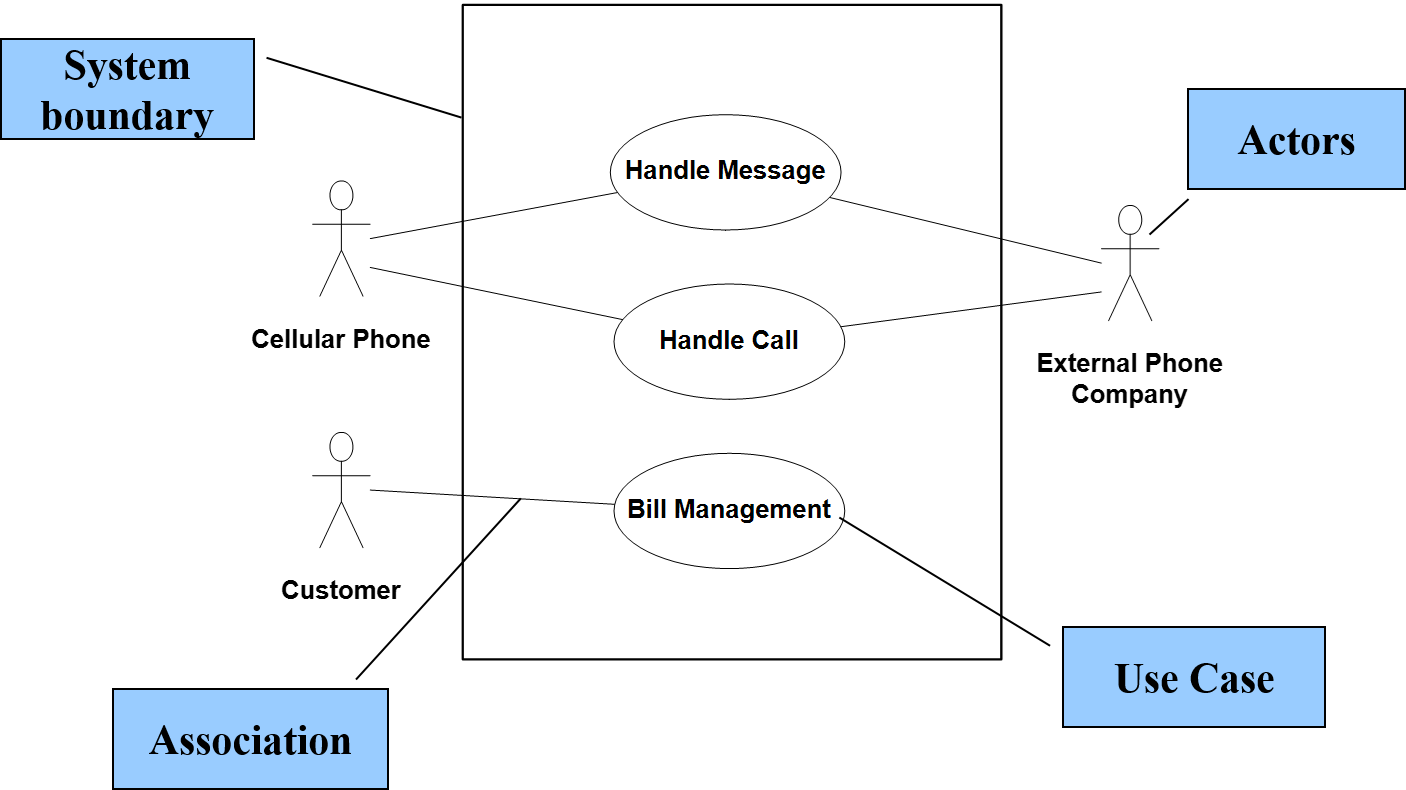 System
boundary
Actors
Handle Message
Cellular Phone
Handle Call
External Phone
Company
Customer
Bill Management
Use Case
Association